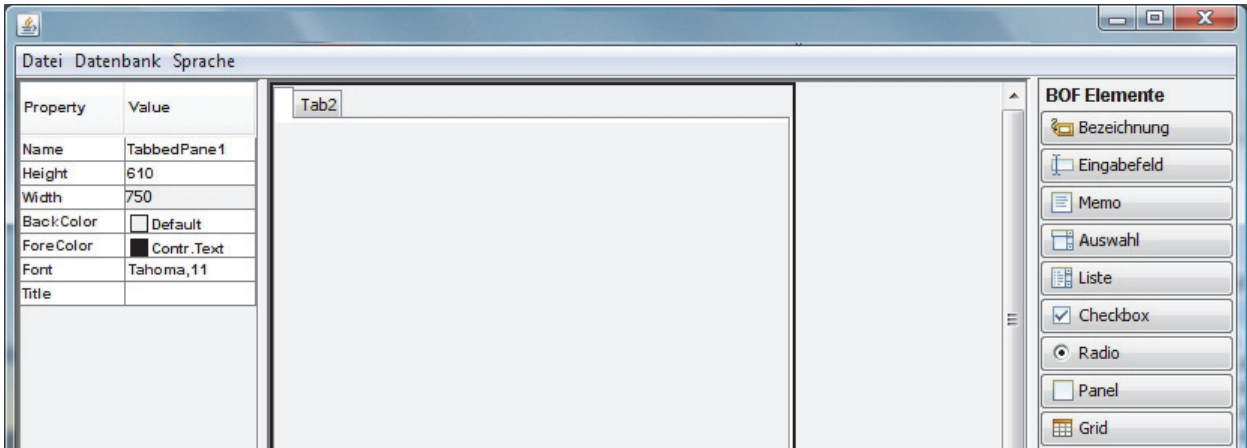 Datei Datenbank Sprache
Property Value
Name TabbedPane1
Height 610
Width 750
BackColor Default
ForeColor Contr.Text
Font Tahoma,11
Title
Tab2
BOF Elemente
Bezeichnung
Eingabefeld
Memo
Auswahl
Liste
Checkbox
Radio
Panel
Grid